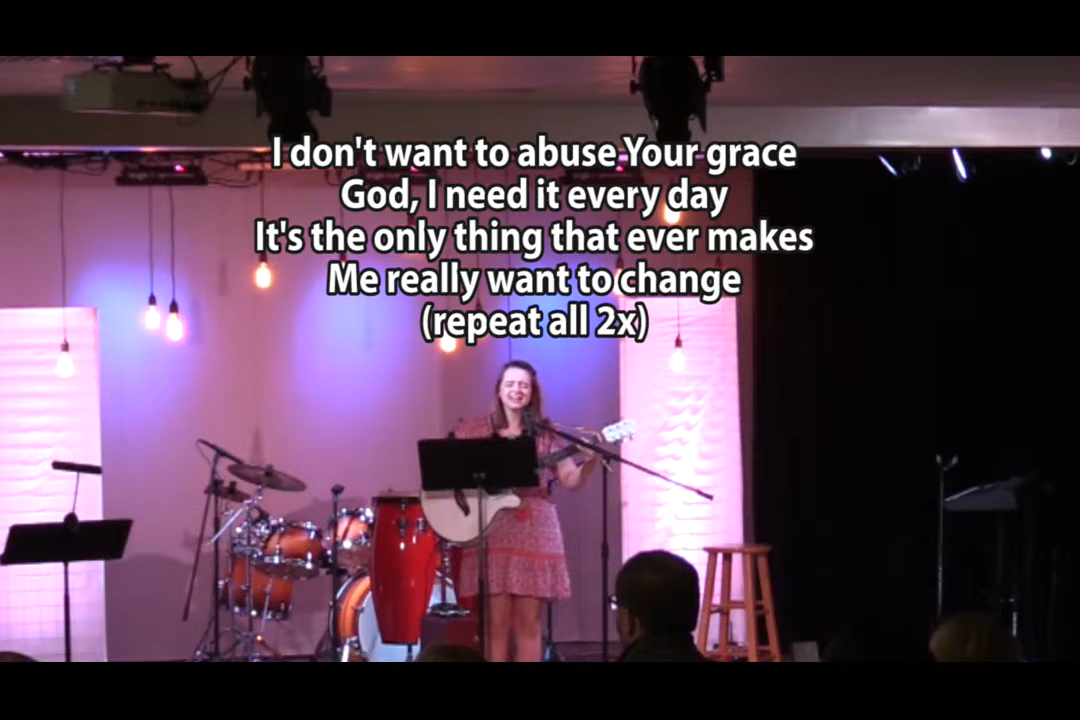 I don't want to abuse Your grace
God, I need it every day
It's the only thing that ever makes
Me really want to change
(repeat all 2x)